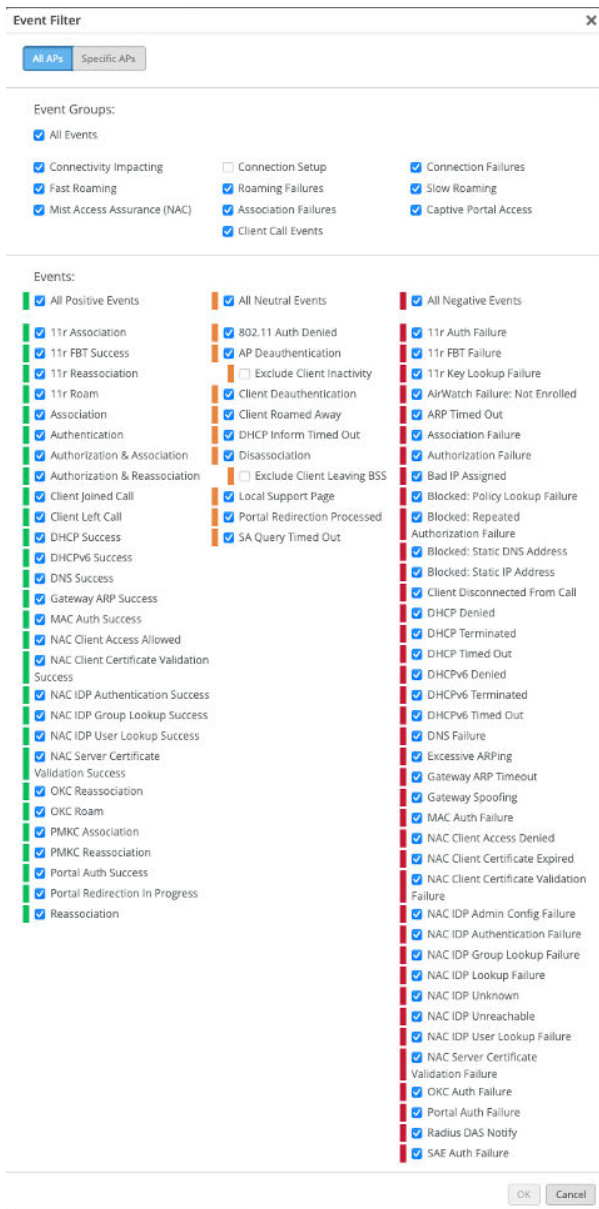 Event Filter
All APs Specific APs
Event Groups:
All Events
Connectivity Impacting Connection Setup Connection Failures
Fast Roaming Roaming Failures Slow Roaming
Mist Access Assurance (NAC) Association Failures Captive Portal Access
Client Call Events
Events:
All Positive Events
11r Association
11r FBT Success
11r Reassociation
11r Roam
Association
Authentication
Authorization & Association
Authorization & Reassociation
Client Joined Call
Client Left Call
DHCP Success
DHCPv6 Success
DNS Success
Gateway ARP Success
MAC Auth Success
NAC Client Access Allowed
NAC Client Certificate Validation
Success
NAC IDP Authentication Success
NAC IDP Group Lookup Success
NAC IDP User Lookup Success
NAC Server Certificate
Validation Success
OKC Reassociation
OKC Roam
PMKC Association
PMKC Reassociation
Portal Auth Success
Portal Redirection In Progress
Reassociation
All Neutral Events
802.11 Auth Denied
AP Deauthentication
Exclude Client Inactivity
Client Deauthentication
Client Roamed Away
DHCP Inform Timed Out
Disassociation
Exclude Client Leaving BSS
Local Support Page
Portal Redirection Processed
SA Query Timed Out
All Negative Events
11r Auth Failure
11r FBT Failure
11r Key Lookup Failure
AirWatch Failure: Not Enrolled
ARP Timed Out
Association Failure
Authorization Failure
Bad IP Assigned
Blocked: Policy Lookup Failure
Blocked: Repeated
Authorization Failure
Blocked: Static DNS Address
Blocked: Static IP Address
Client Disconnected From Call
DHCP Denied
DHCP Terminated
DHCP Timed Out
DHCPv6 Denied
DHCPv6 Terminated
DHCPv6 Timed Out
DNS Failure
Excessive ARPing
Gateway ARP Timeout
Gateway Spoofing
MAC Auth Failure
NAC Client Access Denied
NAC Client Certificate Expired
NAC Client Certificate Validation
Failure
NAC IDP Admin Config Failure
NAC IDP Authentication Failure
NAC IDP Group Lookup Failure
NAC IDP Lookup Failure
NAC IDP Unknown
NAC IDP Unreachable
NAC IDP User Lookup Failure
NAC Server Certificate
Validation Failure
OKC Auth Failure
Portal Auth Failure
Radius DAS Notify
SAE Auth Failure
OK Cancel